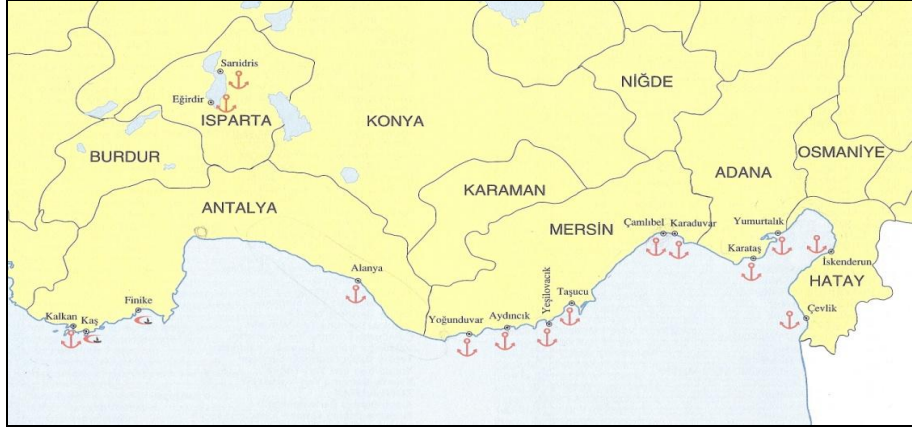 Sarıidris
NİĞDE
Eğirdir
ISPARTA
KONYA
BURDUR
OSMANİYE
ADANA
KARAMAN
ANTALYA
MERSİN
Çamlıbel
Karaduvar
Yumurtalık
Karataş
İskenderun
HATAY
Alanya
Yeşilovacık
Taşucu
Finike
Kalkan
Kaş
Yoğunduvar
Aydıncık
Çevlik